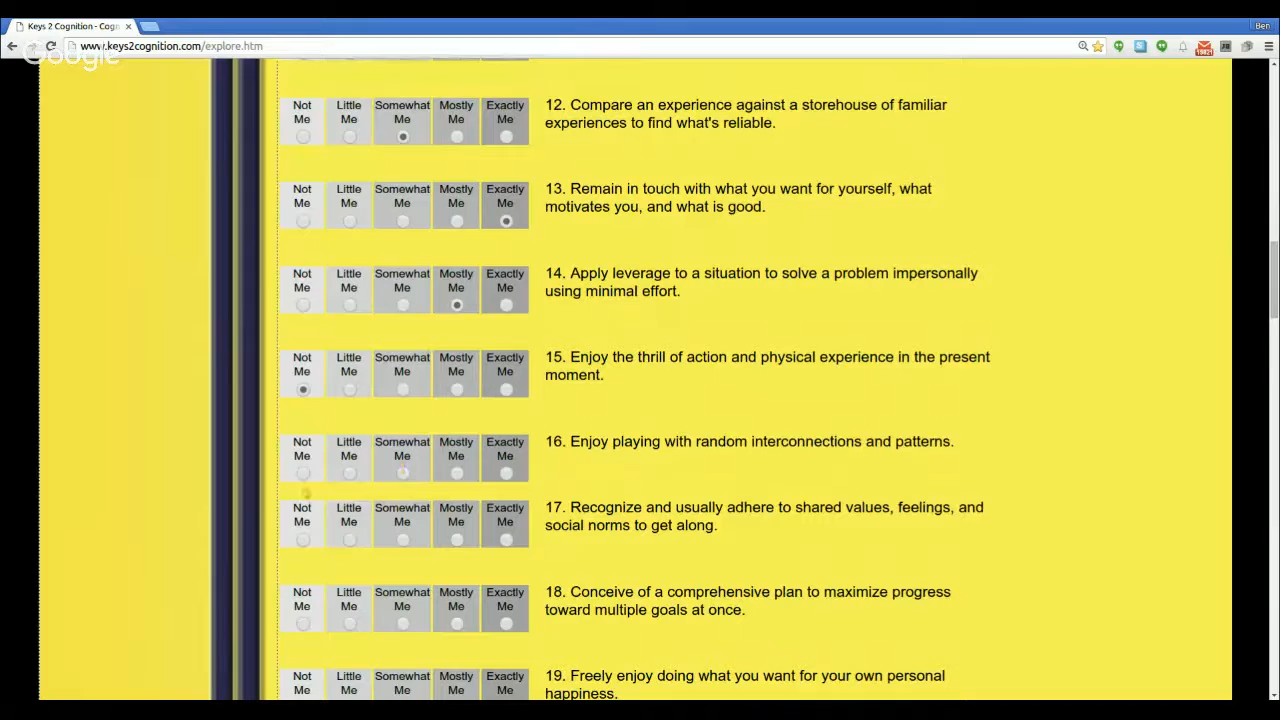 Keys 2 Cognition - Cogn
Ben
www.keys2cognition.com/explore.htm
Google
Not Me Little Me Somewhat Me Mostly Me Exactly Me
12. Compare an experience against a storehouse of familiar
experiences to find what's reliable.
Not Me Little Me Somewhat Me Mostly Me Exactly Me
13. Remain in touch with what you want for yourself, what
motivates you, and what is good.
Not Me Little Me Somewhat Me Mostly Me Exactly Me
14. Apply leverage to a situation to solve a problem impersonally
using minimal effort.
Not Me Little Me Somewhat Me Mostly Me Exactly Me
15. Enjoy the thrill of action and physical experience in the present
moment.
Not Me Little Me Somewhat Me Mostly Me Exactly Me
16. Enjoy playing with random interconnections and patterns.
Not Me Little Me Somewhat Me Mostly Me Exactly Me
17. Recognize and usually adhere to shared values, feelings, and
social norms to get along.
Not Me Little Me Somewhat Me Mostly Me Exactly Me
18. Conceive of a comprehensive plan to maximize progress
toward multiple goals at once.
Not Me Little Me Somewhat Me Mostly Me Exactly Me
19. Freely enjoy doing what you want for your own personal
happiness.